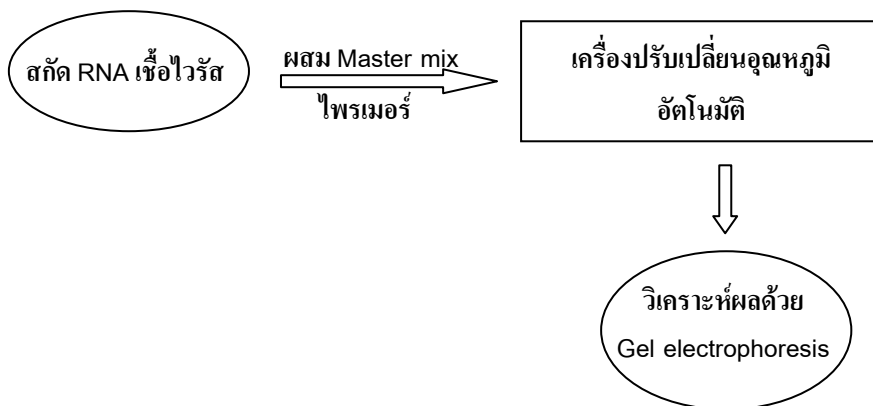 สกัด RNA เชื้อไวรัส
ผสม Master mix
ไพรเมอร์
เครื่องปรับเปลี่ยนอุณหภูมิ
อัตโนมัติ
วิเคราะห์ผลด้วย
Gel electrophoresis